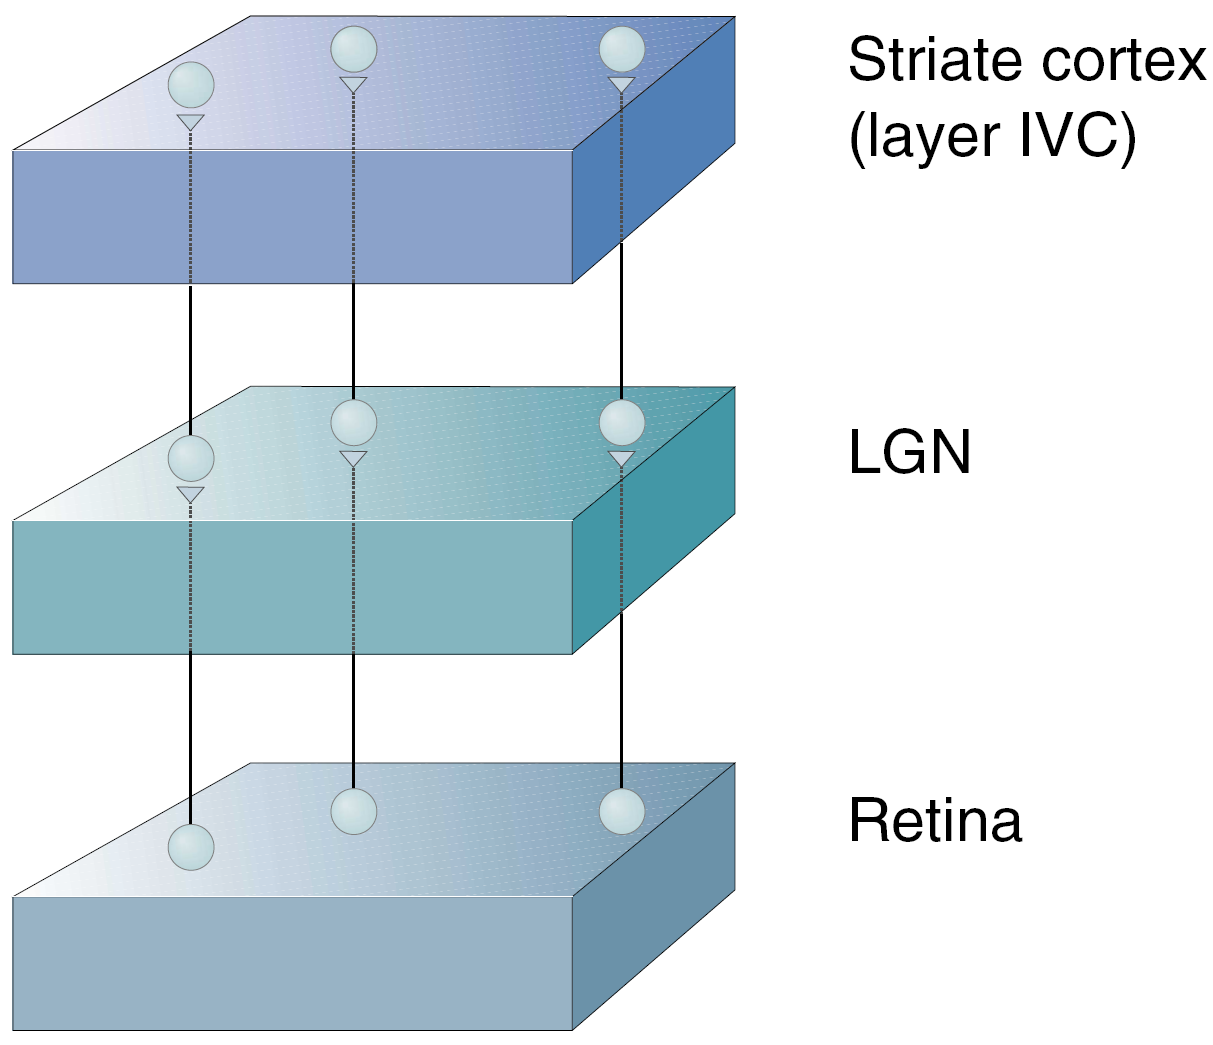 Striate cortex
(layer IVC)
LGN
Retina